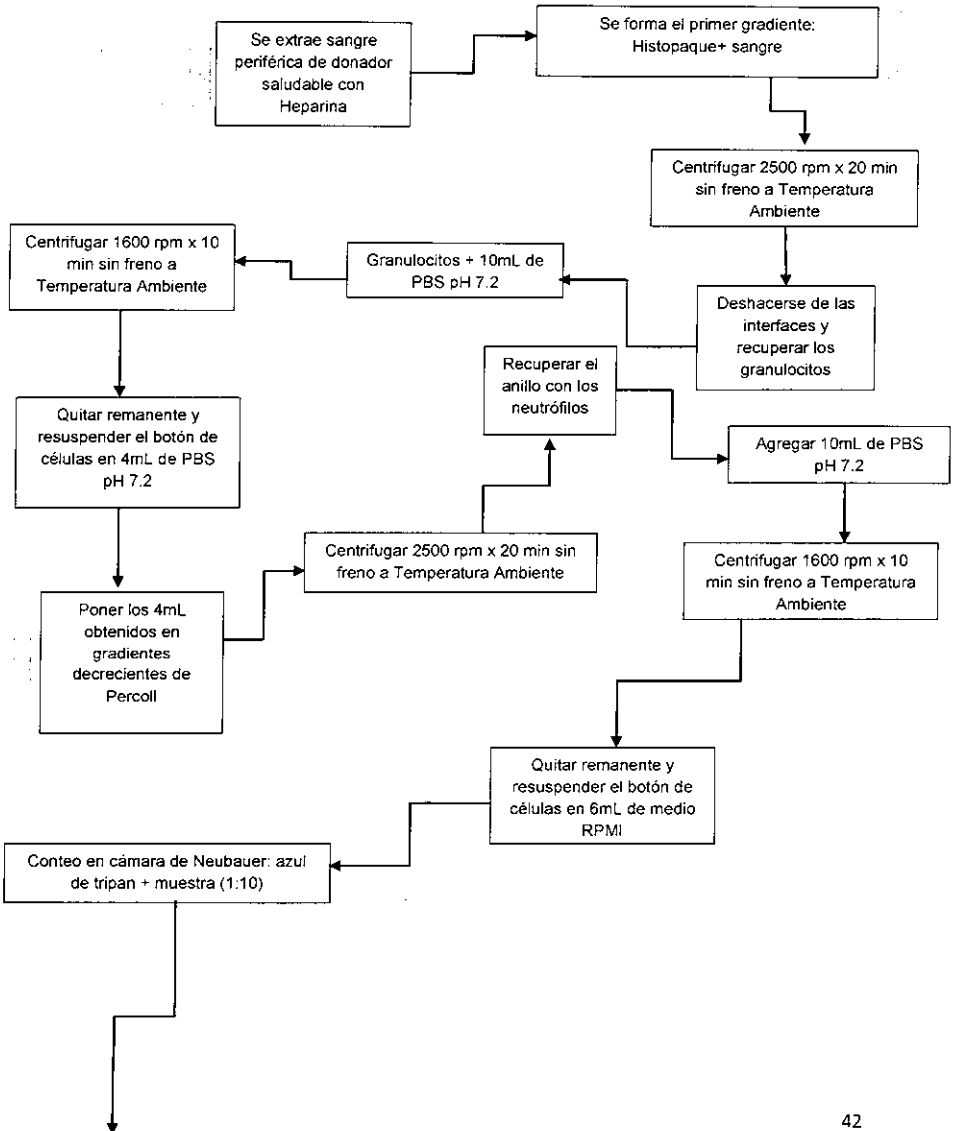 Se extrae sangre
periférica de donador
saludable con
Heparina
Se forma el primer gradiente:
Histopaque+ sangre
Centrifugar 2500 rpm x 20 min
sin freno a Temperatura
Ambiente
Deshacerse de las
interfaces y
recuperar los
granulocitos
Granulocitos + 10mL de
PBS pH 7.2
Centrifugar 1600 rpm x 10
min sin freno a
Temperatura Ambiente
Quitar remanente y
resuspender el botón de
células en 4mL de PBS
pH 7.2
Poner los 4mL
obtenidos en
gradientes
decrecientes de
Percoll
Centrifugar 2500 rpm x 20 min sin
freno a Temperatura Ambiente
Recuperar el
anillo con los
neutrófilos
Agregar 10mL de PBS
pH 7.2
Centrifugar 1600 rpm x 10
min sin freno a Temperatura
Ambiente
Quitar remanente y
resuspender el botón de
células en 6mL de medio
RPMI
Conteo en cámara de Neubauer: azul
de tripan + muestra (1:10)
42